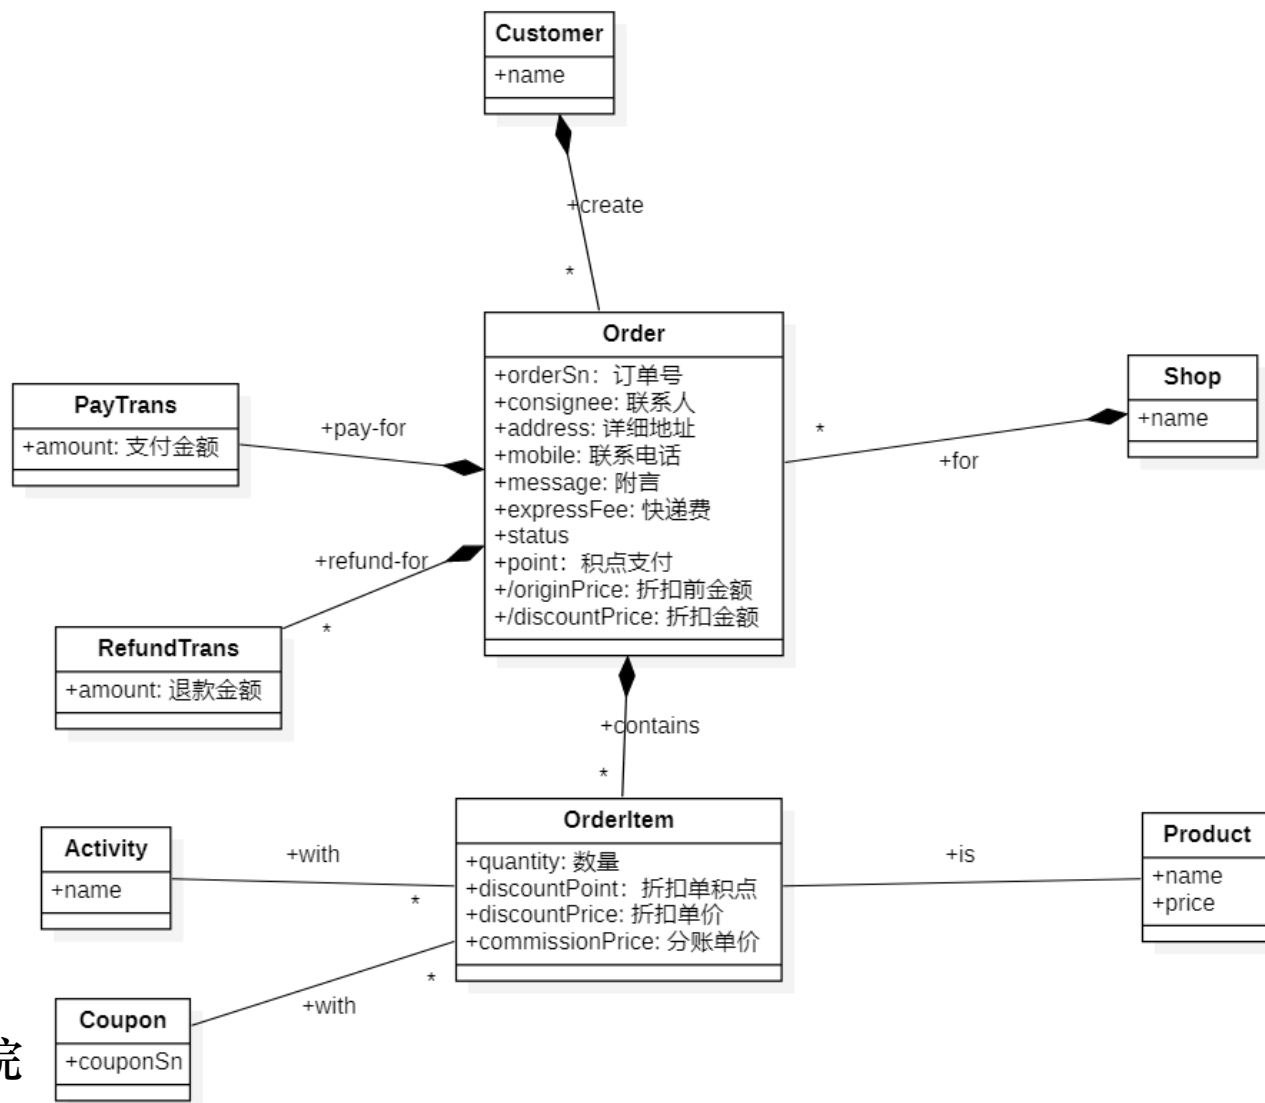 Customer
+name
+create
*
Order
+orderSn：订单号
+consignee: 联系人
+address: 详细地址
+mobile: 联系电话
+message: 附言
+expressFee: 快递费
+status
+point：积点支付
+/originPrice: 折扣前金额
+/discountPrice: 折扣金额
PayTrans
+amount: 支付金额
+pay-for
Shop
+name
*
+for
+refund-for
*
RefundTrans
+amount: 退款金额
+contains
*
OrderItem
+quantity: 数量
+discountPoint：折扣单积点
+discountPrice: 折扣单价
+commissionPrice: 分账单价
Activity
+name
+with
*
+is
Product
+name
+price
*
+with
Coupon
+couponSn
院